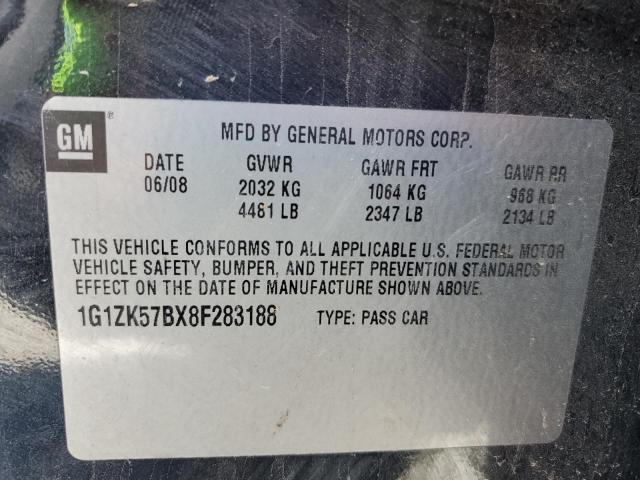 GM®
MFD BY GENERAL MOTORS CORP.
DATE GVWR GAWR FRT GAWR RR
06/08 2032 KG 1064 KG 968 KG
4481 LB 2347 LB 2134 LB
THIS VEHICLE CONFORMS TO ALL APPLICABLE U.S. FEDERAL MOTOR
VEHICLE SAFETY, BUMPER, AND THEFT PREVENTION STANDARDS IN
EFFECT ON THE DATE OF MANUFACTURE SHOWN ABOVE.
1G1ZK57BX8F283188 TYPE: PASS CAR